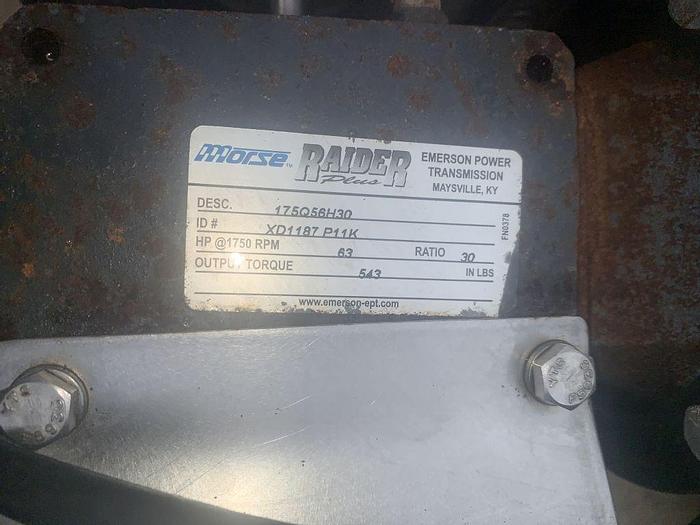 morse™ RAIDER Plus
EMERSON POWER
TRANSMISSION
MAYSVILLE, KY
DESC. 175Q56H30
ID # XD1187 P11K
HP @1750 RPM 63 RATIO 30
OUTPUT TORQUE 543 IN LBS
www.emerson-ept.com
FN0378